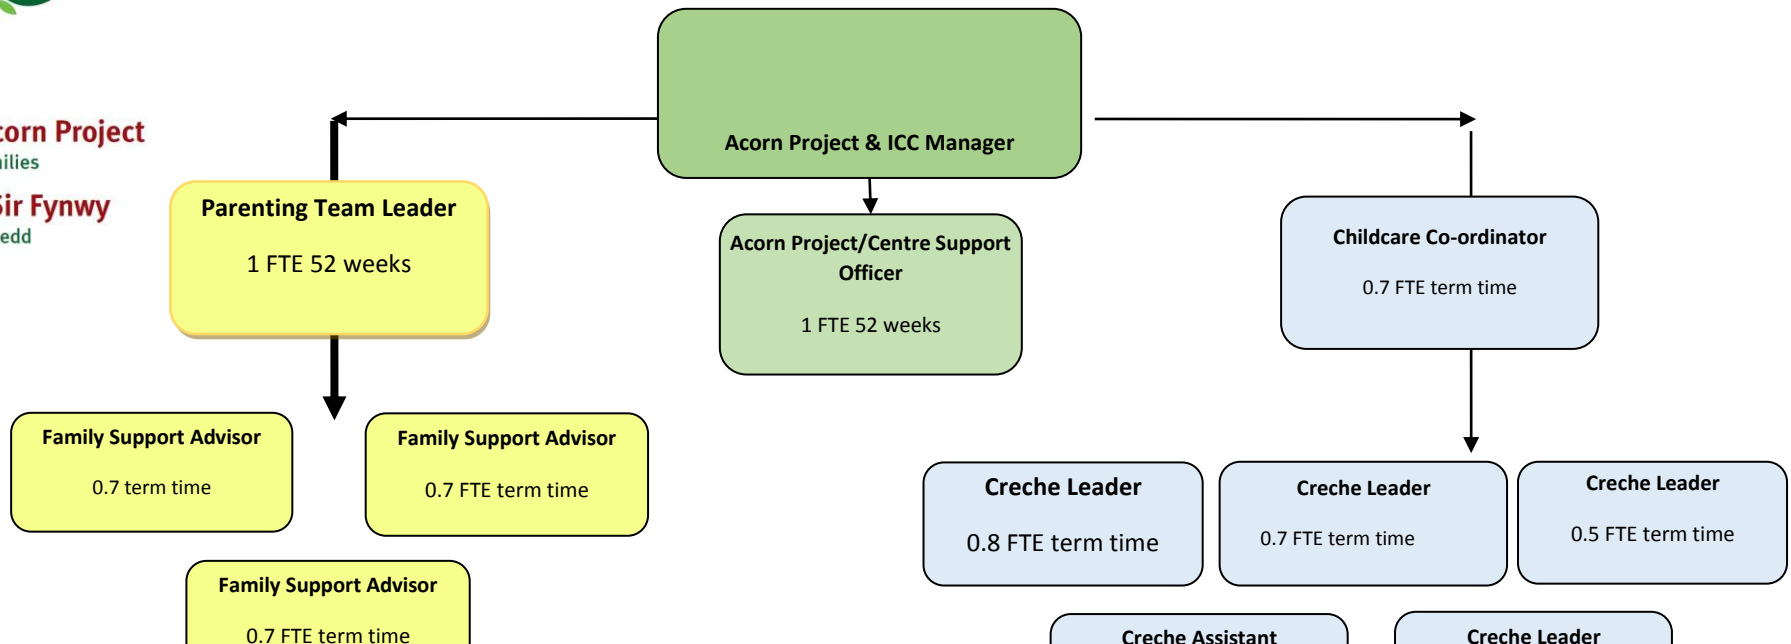 corn Project
ilies
Sir Fynwy
edd
Acorn Project & ICC Manager
Parenting Team Leader
1 FTE 52 weeks
Acorn Project/Centre Support
Officer
1 FTE 52 weeks
Childcare Co-ordinator
0.7 FTE term time
Family Support Advisor
0.7 term time
Family Support Advisor
0.7 FTE term time
Family Support Advisor
0.7 FTE term time
Creche Leader
0.8 FTE term time
Creche Leader
0.7 FTE term time
Creche Leader
0.5 FTE term time
Creche Assistant
Creche Leader